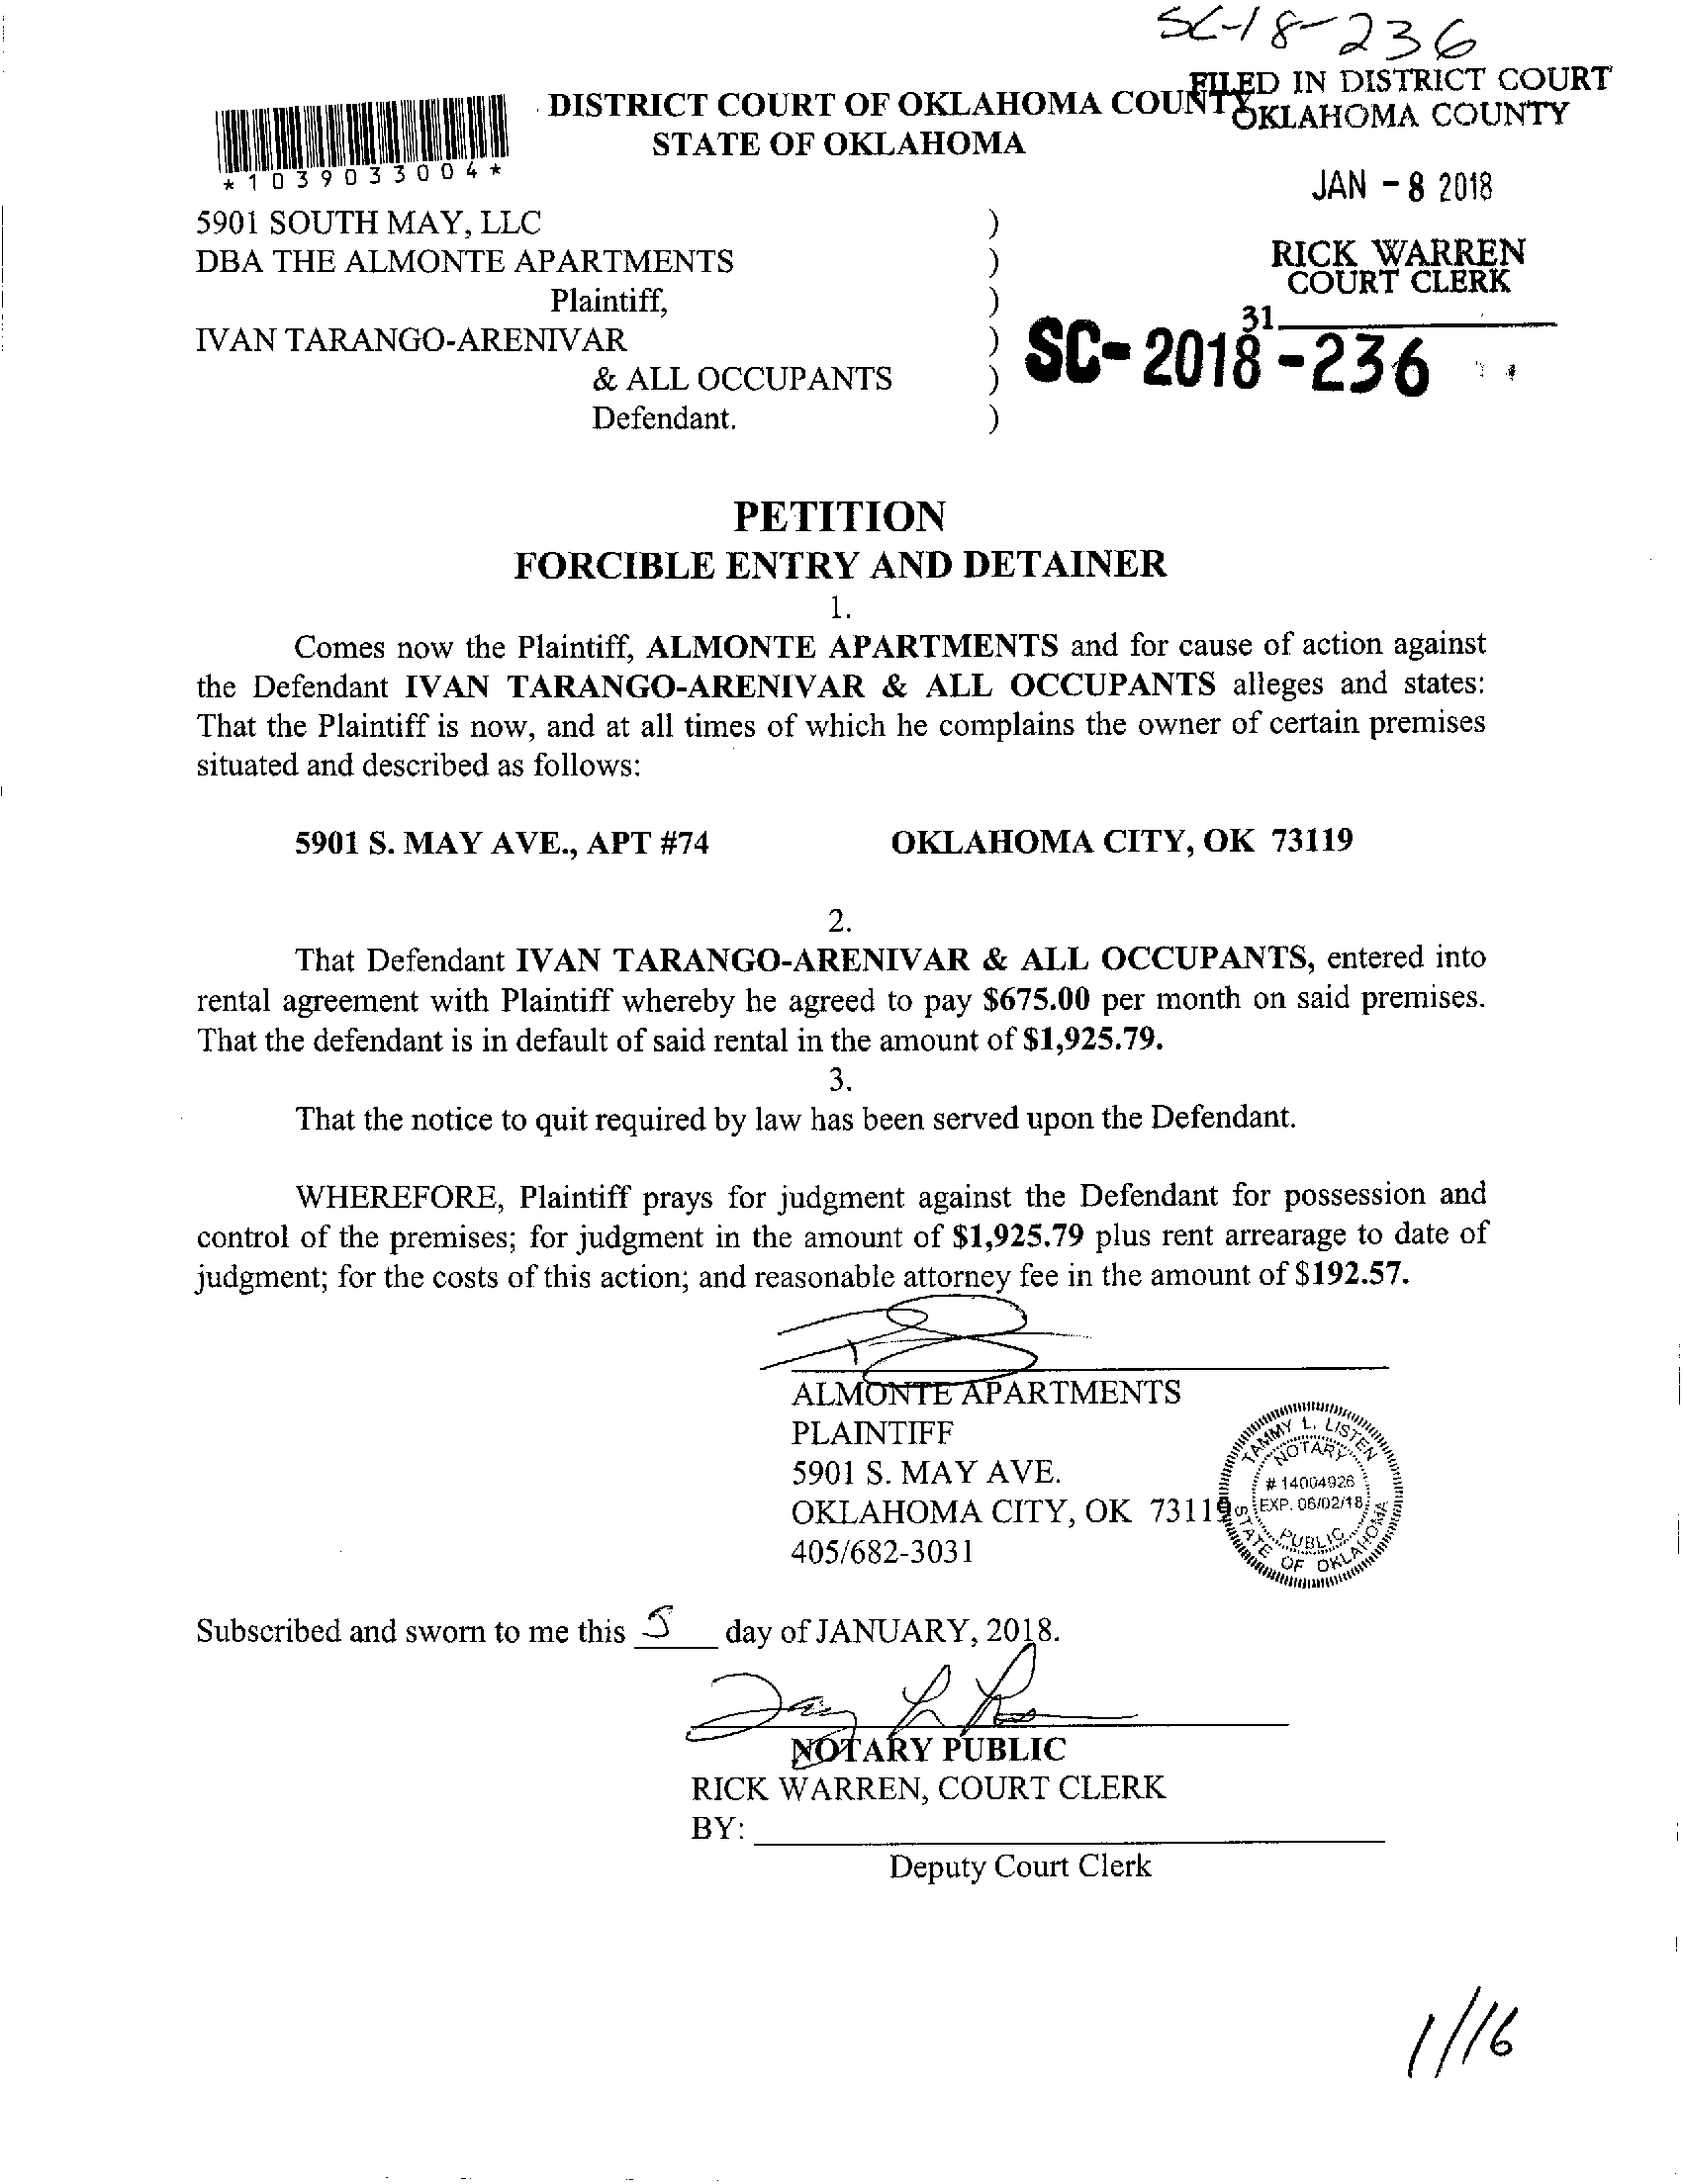 SC-18-236
FILED IN DISTRICT COURT
OKLAHOMA COUNTY
DISTRICT COURT OF OKLAHOMA COUNTY
STATE OF OKLAHOMA
*1039033004*
JAN -8 2018
5901 SOUTH MAY, LLC )
DBA THE ALMONTE APARTMENTS )
RICK WARREN
COURT CLERK
Plaintiff, )
31
IVAN TARANGO-ARENIVAR )
SC-2018-236
& ALL OCCUPANTS )
Defendant. )
PETITION
FORCIBLE ENTRY AND DETAINER
1.
Comes now the Plaintiff, ALMONTE APARTMENTS and for cause of action against
the Defendant IVAN TARANGO-ARENIVAR & ALL OCCUPANTS alleges and states:
That the Plaintiff is now, and at all times of which he complains the owner of certain premises
situated and described as follows:
5901 S. MAY AVE., APT #74 OKLAHOMA CITY, OK 73119
2.
That Defendant IVAN TARANGO-ARENIVAR & ALL OCCUPANTS, entered into
rental agreement with Plaintiff whereby he agreed to pay $675.00 per month on said premises.
That the defendant is in default of said rental in the amount of $1,925.79.
3.
That the notice to quit required by law has been served upon the Defendant.
WHEREFORE, Plaintiff prays for judgment against the Defendant for possession and
control of the premises; for judgment in the amount of $1,925.79 plus rent arrearage to date of
judgment; for the costs of this action; and reasonable attorney fee in the amount of $192.57.
ALMONTE APARTMENTS
PLAINTIFF
5901 S. MAY AVE.
OKLAHOMA CITY, OK 73119
405/682-3031
TAMMY L. LISTEN
NOTARY
# 14004926
EXP. 06/02/18
PUBLIC
STATE OF OKLAHOMA
Subscribed and sworn to me this 5 day of JANUARY, 2018.
NOTARY PUBLIC
RICK WARREN, COURT CLERK
BY:
Deputy Court Clerk
1/16